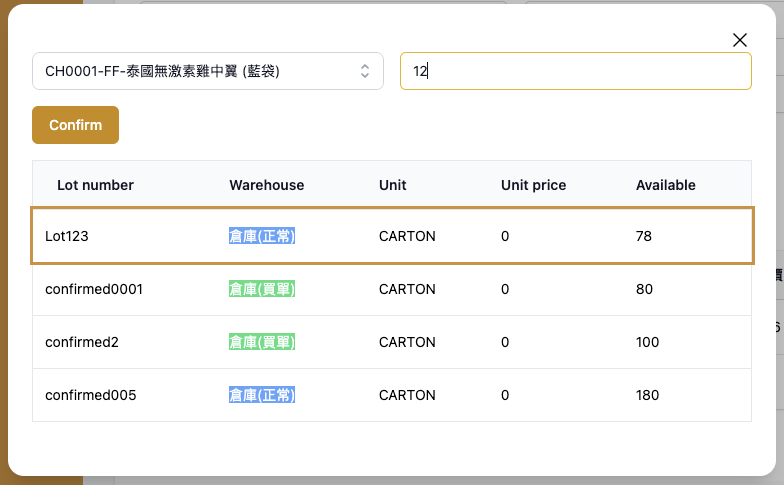 CH0001-FF-泰國無激素雞中翼 (藍袋)
12
Confirm
Lot number Warehouse Unit Unit price Available
Lot123 倉庫(正常) CARTON 0 78
confirmed0001 倉庫(買單) CARTON 0 80
confirmed2 倉庫(買單) CARTON 0 100
confirmed005 倉庫(正常) CARTON 0 180